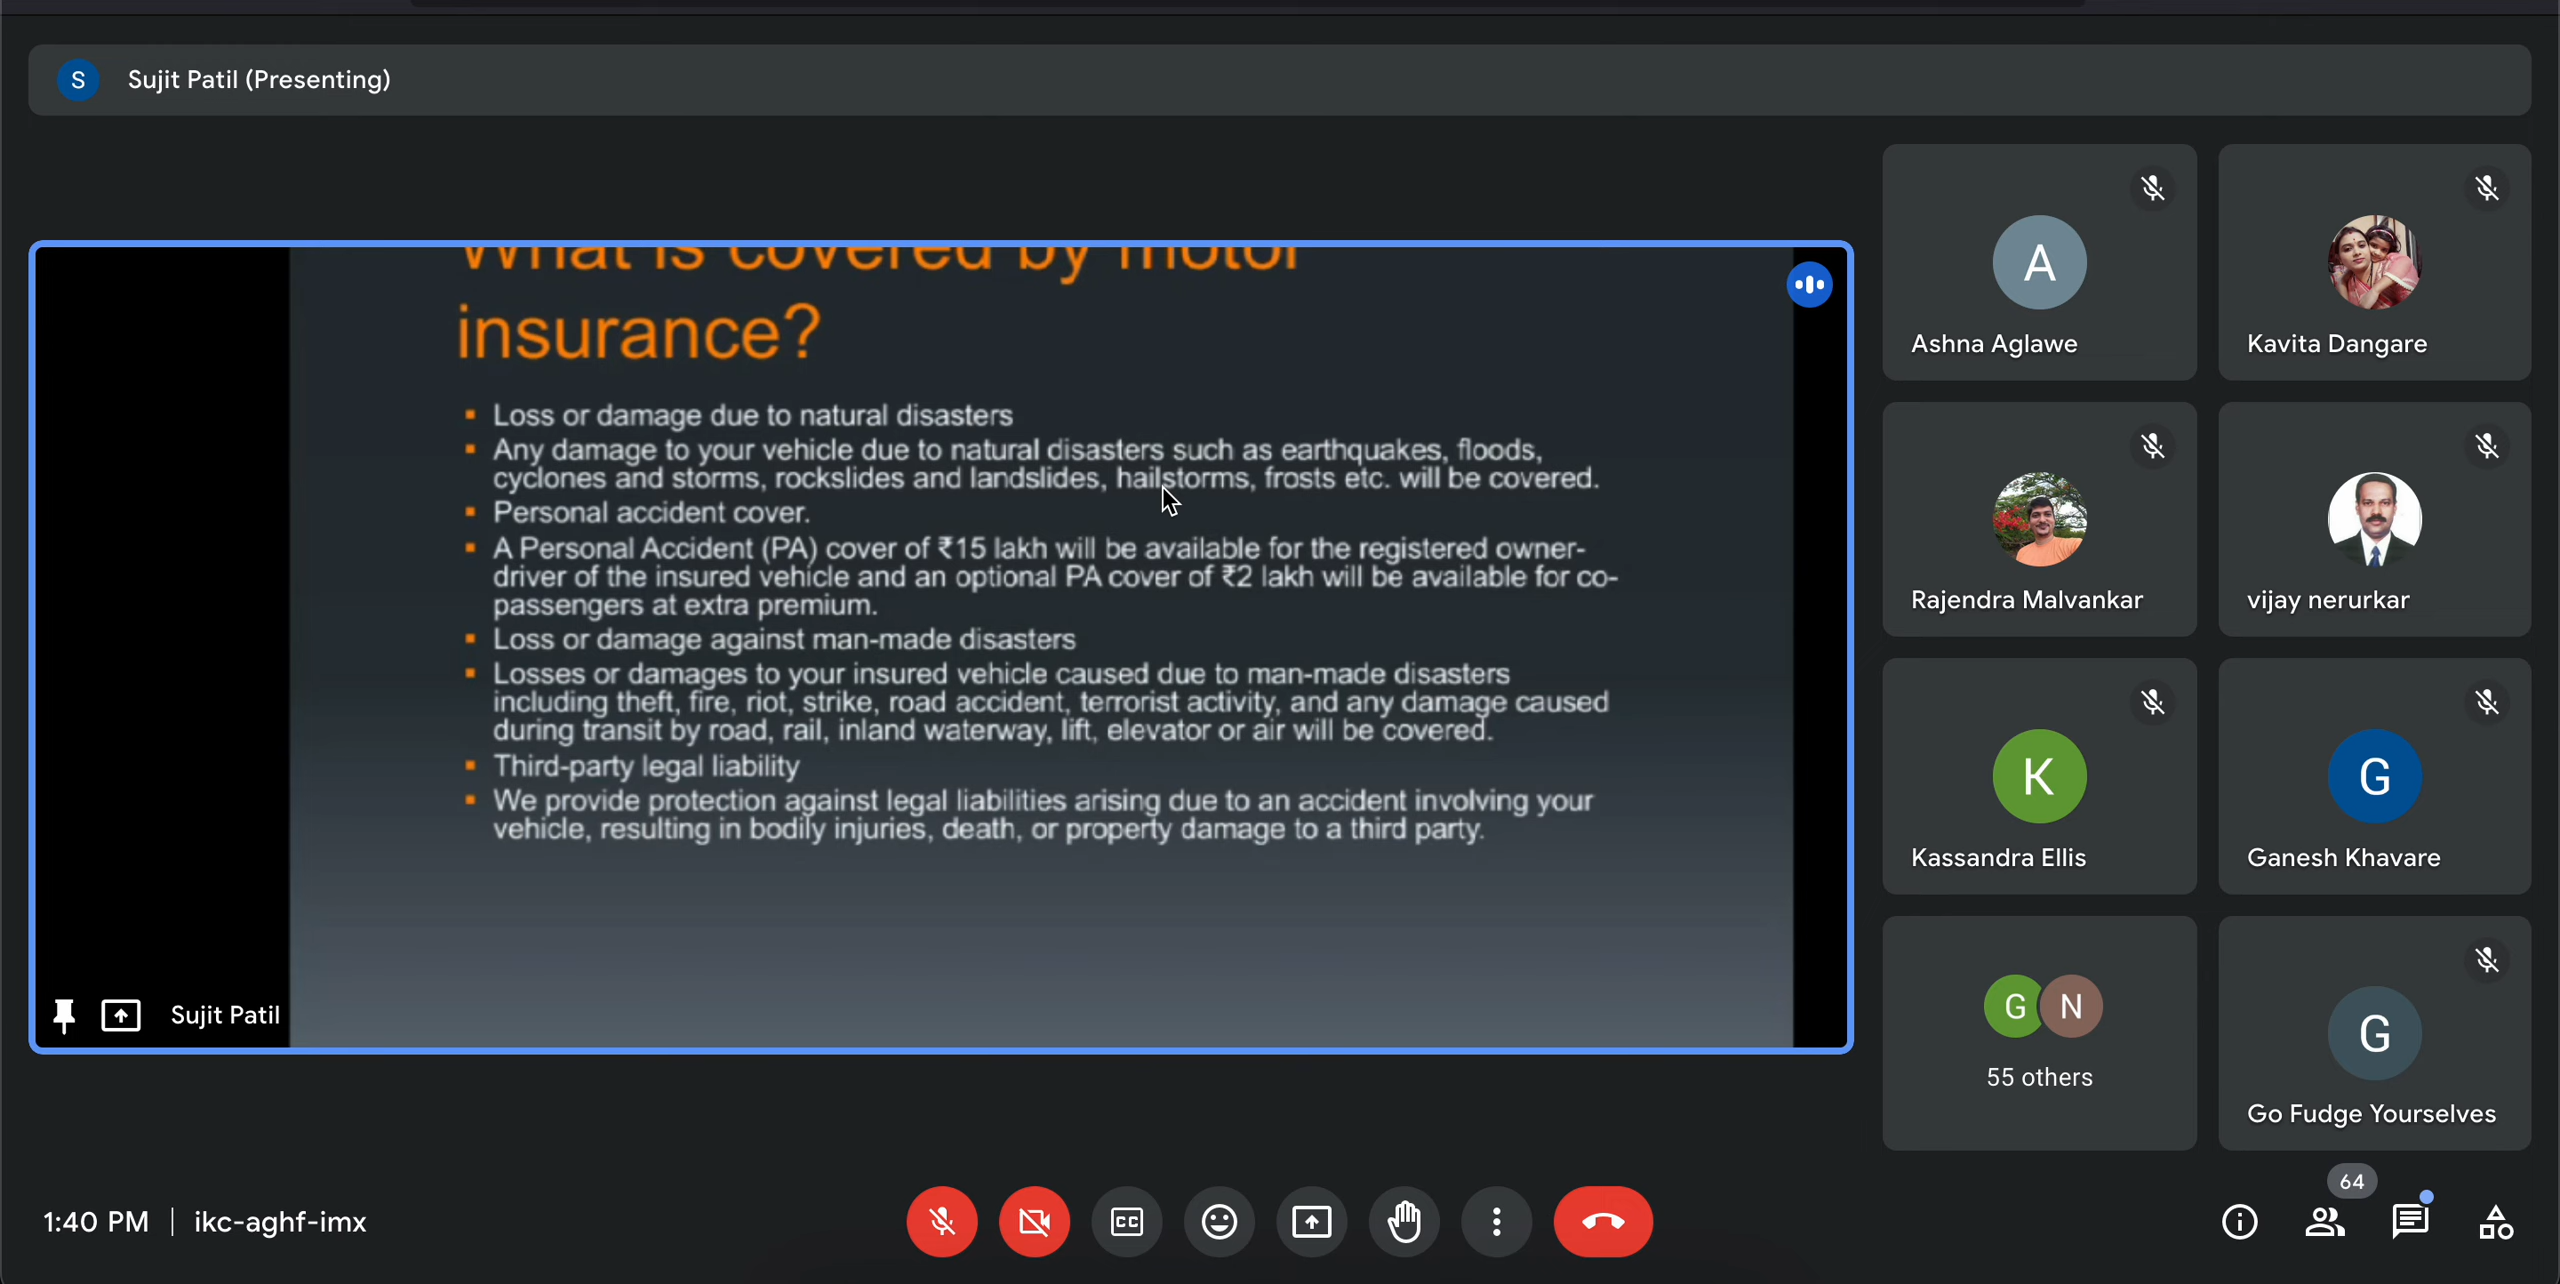 S Sujit Patil (Presenting)
What is covered by motor
insurance?
Loss or damage due to natural disasters
Any damage to your vehicle due to natural disasters such as earthquakes, floods,
cyclones and storms, rockslides and landslides, hailstorms, frosts etc. will be covered.
Personal accident cover.
A Personal Accident (PA) cover of ₹15 lakh will be available for the registered owner-
driver of the insured vehicle and an optional PA cover of ₹2 lakh will be available for co-
passengers at extra premium.
Loss or damage against man-made disasters
Losses or damages to your insured vehicle caused due to man-made disasters
including theft, fire, riot, strike, road accident, terrorist activity, and any damage caused
during transit by road, rail, inland waterway, lift, elevator or air will be covered.
Third-party legal liability
We provide protection against legal liabilities arising due to an accident involving your
vehicle, resulting in bodily injuries, death, or property damage to a third party.
Sujit Patil
A
Ashna Aglawe
Kavita Dangare
Rajendra Malvankar
vijay nerurkar
K
Kassandra Ellis
G
Ganesh Khavare
G N
55 others
G
Go Fudge Yourselves
1:40 PM | ikc-aghf-imx
CC
64